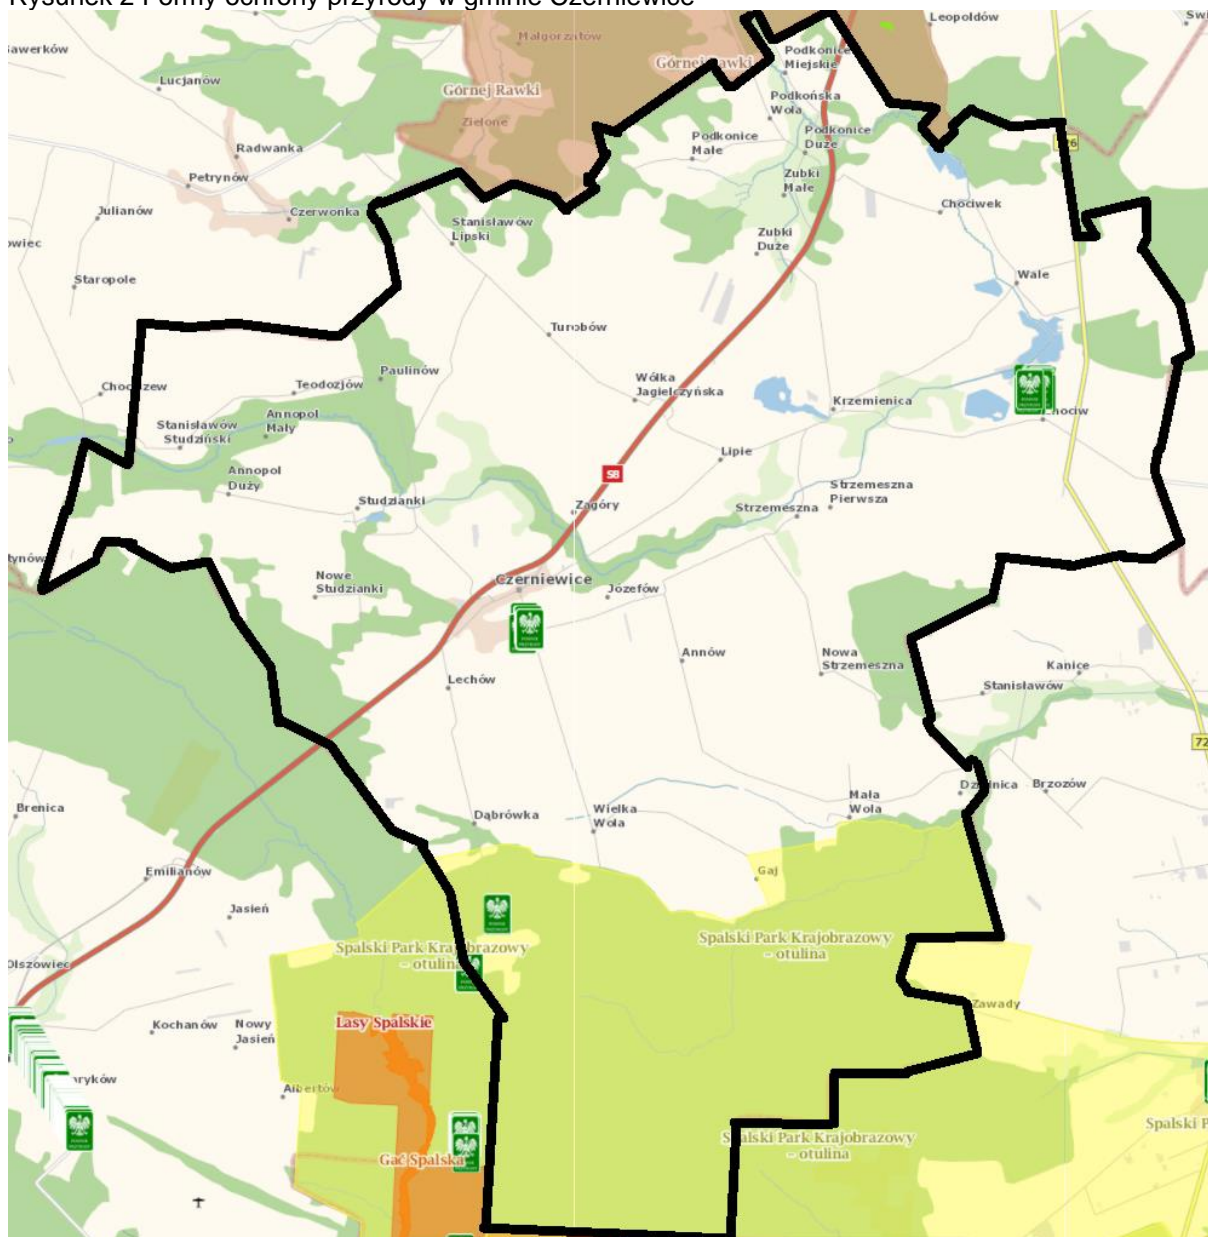 Rysunek 2 Formy ochrony przyrody w gminie Czerniewice
Małgorzatów
Leopoldów
Lucjanów
Górnej Rawki
Górnej Rawki
Podkonice
Miejskie
Podkońska
Wola
Zielone
Radwanka
Podkonice
Małe
Podkonice
Duże
Petrynów
Zubki
Małe
Julianów
Czerwonka
Stanisławów
Lipski
Chociwek
Zubki
Duże
Staropole
Wale
Turobów
Paulinów
Teodozjów
Wólka
Jagielczyńska
Krzemienica
Stanisławów
Studziński
Annopol
Mały
Annopol
Duży
Lipie
S8
Studzianki
Zagóry
Strzemeszna
Pierwsza
Strzemeszna
Czerniewice
Nowe
Studzianki
Józefów
Annów
Nowa
Strzemeszna
Kanice
Stanisławów
Lechów
72
Brenica
Dąbrówka
Wielka
Wola
Mała
Wola
Brzozów
Emilianów
Gaj
Jasień
Spalski Park Krajobrazowy
- otulina
Spalski Park Krajobrazowy
- otulina
Olszowiec
Zawady
Kochanów
Nowy
Jasień
Lasy Spalskie
Albertów
Spalski Park Krajobrazowy
- otulina
Gać Spalska